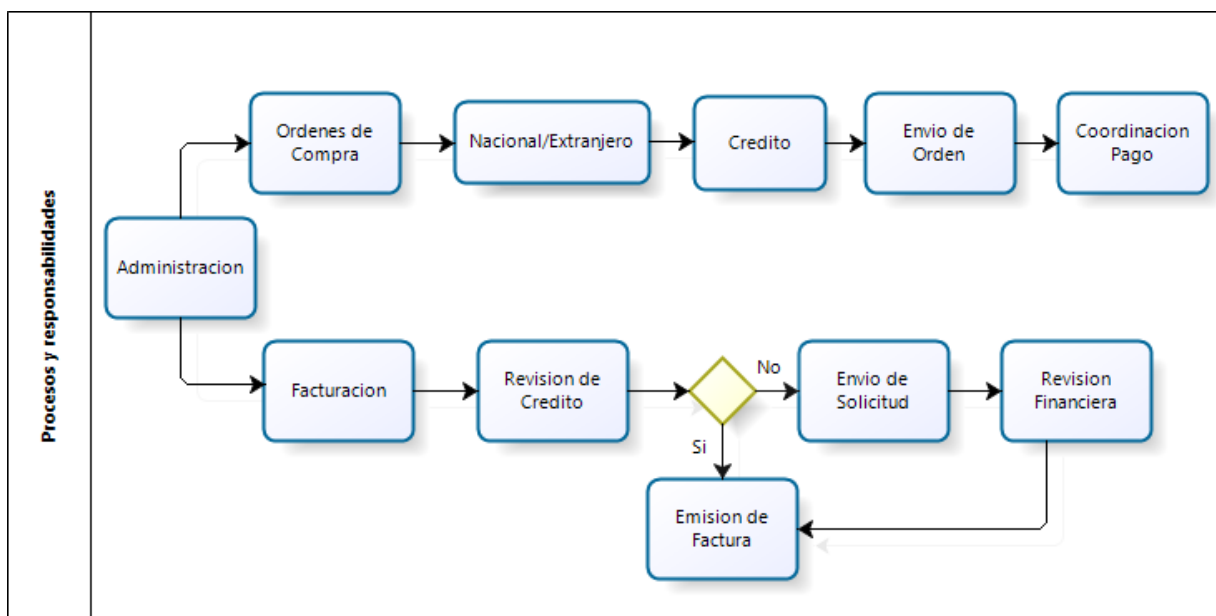 Procesos y responsabilidades
Ordenes de
Compra
Nacional/Extranjero
Credito
Envio de
Orden
Coordinacion
Pago
Administracion
Facturacion
Revision de
Credito
No
Envio de
Solicitud
Revision
Financiera
Si
Emision de
Factura